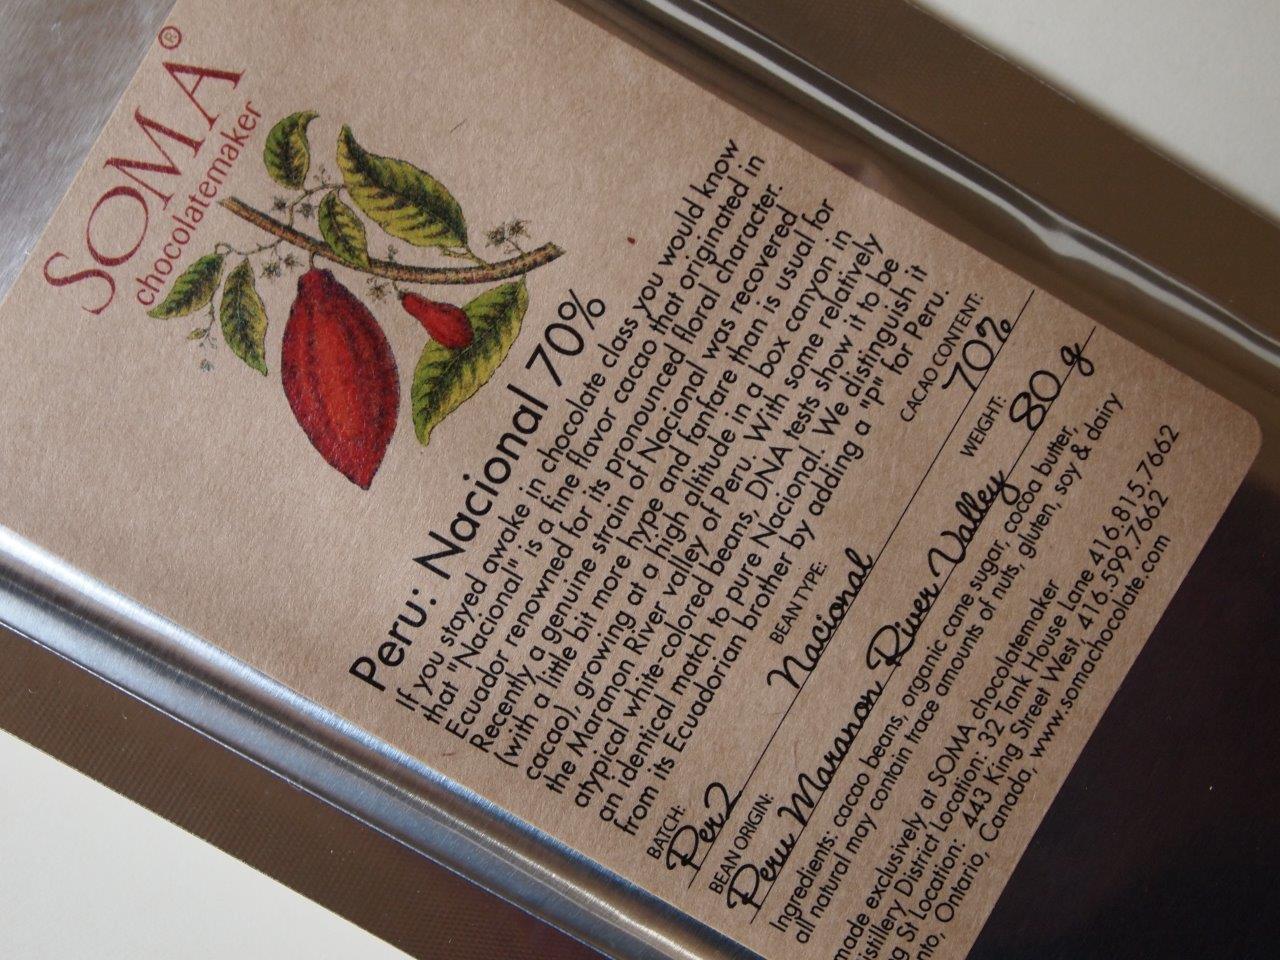 SOMA®
chocolatemaker
Peru: Nacional 70%
If you stayed awake in chocolate class you would know
that "Nacional" is a fine flavor cacao that originated in
Ecuador renowned for its pronounced floral character.
Recently a genuine strain of Nacional was recovered
(with a little bit more hype and fanfare than is usual for
cacao), growing at a high altitude in a box canyon in
the Maranon River valley of Peru. With some relatively
atypical white-colored beans, DNA tests show it to be
an identical match to pure Nacional. We distinguish it
from its Ecuadorian brother by adding a "P" for Peru.
BATCH: BEAN TYPE: CACAO CONTENT:
Per2 Nacional 70%
BEAN ORIGIN: WEIGHT:
Peru Maranon River Valley 80 g
Ingredients: cacao beans, organic cane sugar, cocoa butter,
all natural may contain trace amounts of nuts, gluten, soy & dairy
made exclusively at SOMA chocolatemaker
istillery District Location: 32 Tank House Lane 416.815.7662
ng St Location: 443 King Street West, 416.599.7662
nto, Ontario, Canada, www.somachocolate.com